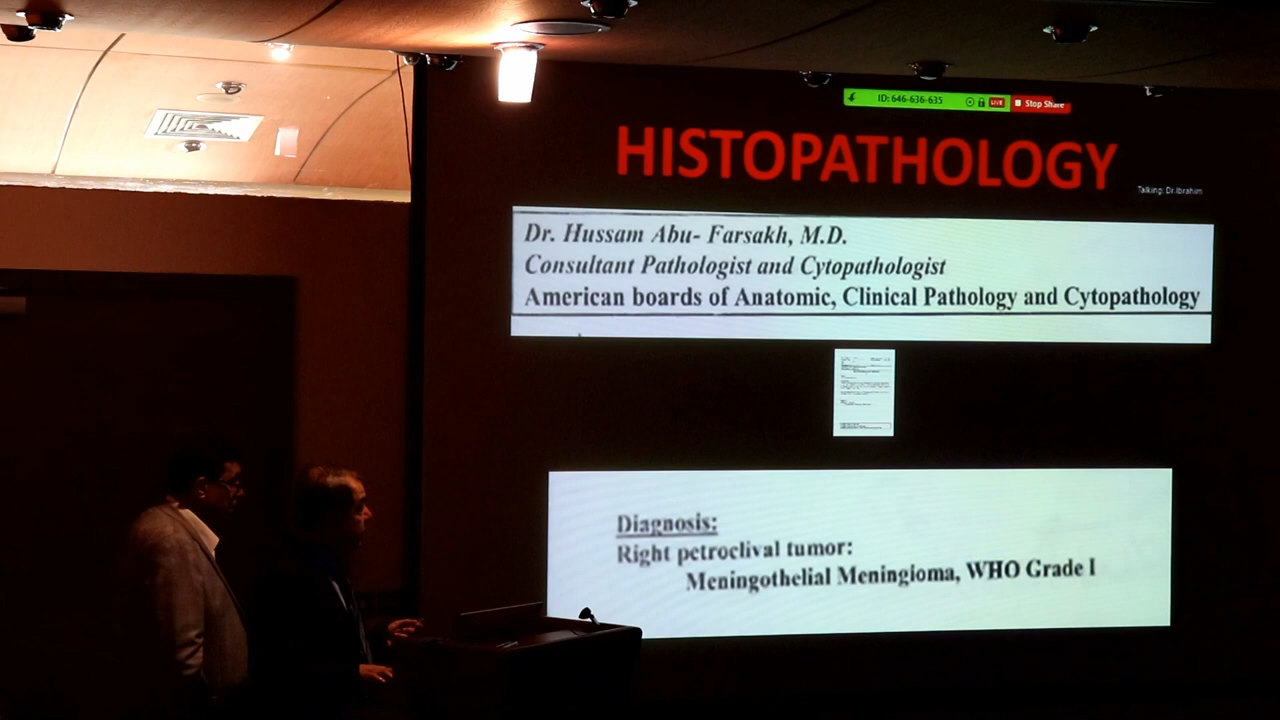 ID: 646-636-635
LIVE
Stop Share
HISTOPATHOLOGY
Talking: Dr.Ibrahim
Dr. Hussam Abu- Farsakh, M.D.
Consultant Pathologist and Cytopathologist
American boards of Anatomic, Clinical Pathology and Cytopathology
Diagnosis:
Right petroclival tumor:
Meningothelial Meningioma, WHO Grade I